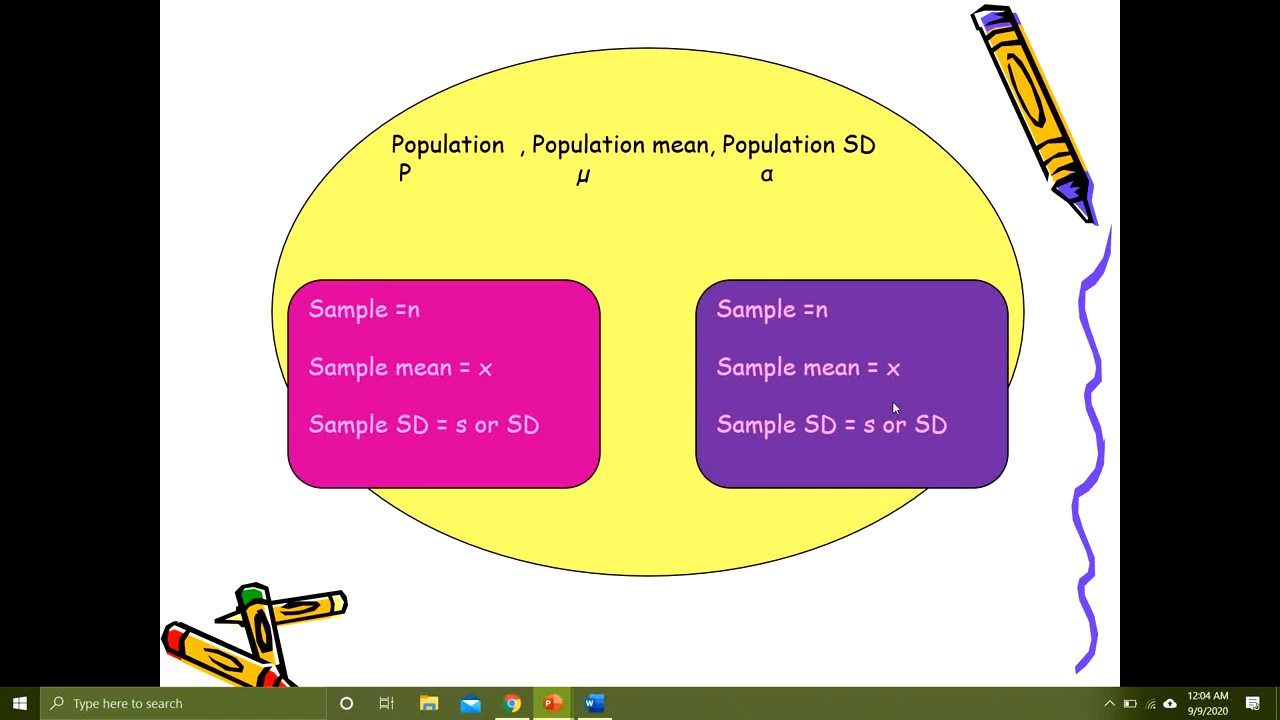 Population , Population mean, Population SD
P μ α
Sample =n
Sample mean = x
Sample SD = s or SD
Sample =n
Sample mean = x
Sample SD = s or SD
Type here to search
12:04 AM
9/9/2020